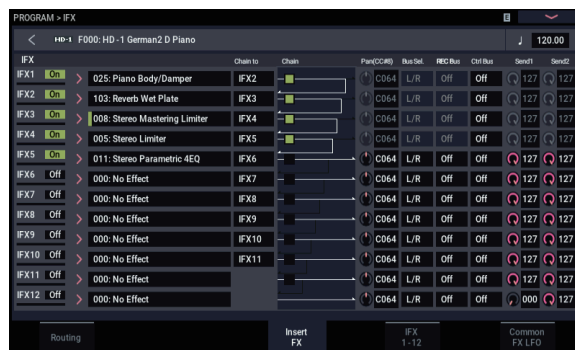 PROGRAM > IFX E
HD-1 F000: HD-1 German2 D Piano ♩ 120.00
IFX Chain to Chain Pan(CC#8) Bus Sel. REC Bus Ctrl Bus Send1 Send2
IFX1 On 025: Piano Body/Damper IFX2 C064 L/R Off Off 127 127
IFX2 On 103: Reverb Wet Plate IFX3 C064 L/R Off Off 127 127
IFX3 On 008: Stereo Mastering Limiter IFX4 C064 L/R Off Off 127 127
IFX4 On 005: Stereo Limiter IFX5 C064 L/R Off Off 127 127
IFX5 On 011: Stereo Parametric 4EQ IFX6 C064 L/R Off Off 127 127
IFX6 Off 000: No Effect IFX7 C064 L/R Off Off 127 127
IFX7 Off 000: No Effect IFX8 C064 L/R Off Off 127 127
IFX8 Off 000: No Effect IFX9 C064 L/R Off Off 127 127
IFX9 Off 000: No Effect IFX10 C064 L/R Off Off 127 127
IFX10 Off 000: No Effect IFX11 C064 L/R Off Off 127 127
IFX11 Off 000: No Effect C064 L/R Off Off 127 127
IFX12 Off 000: No Effect C064 L/R Off Off 000 127
Routing Insert FX IFX 1-12 Common FX LFO